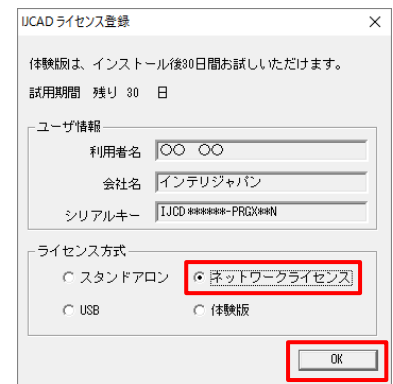 IJCAD ライセンス登録
体験版は、インストール後30日間お試しいただけます。
試用期間 残り 30 日
ユーザ情報
利用者名 〇〇 〇〇
会社名 インテリジャパン
シリアルキー IJCD******-PRGX**N
ライセンス方式
スタンドアロン ネットワークライセンス
USB 体験版
OK